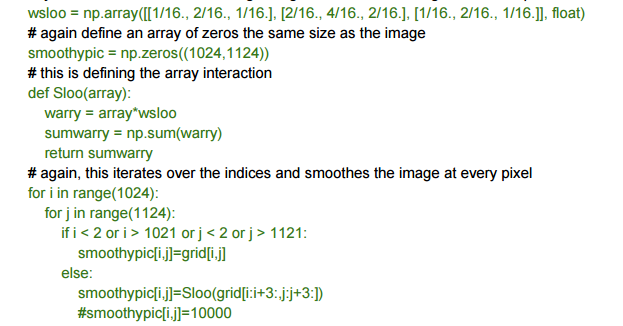 wsloo = np.array([[1/16., 2/16., 1/16.], [2/16., 4/16., 2/16.], [1/16., 2/16., 1/16.]], float)
# again define an array of zeros the same size as the image
smoothypic = np.zeros((1024,1124))
# this is defining the array interaction
def Sloo(array):
    warry = array*wsloo
    sumwarry = np.sum(warry)
    return sumwarry
# again, this iterates over the indices and smoothes the image at every pixel
for i in range(1024):
    for j in range(1124):
        if i < 2 or i > 1021 or j < 2 or j > 1121:
            smoothypic[i,j]=grid[i,j]
        else:
            smoothypic[i,j]=Sloo(grid[i:i+3:,j:j+3:])
            #smoothypic[i,j]=10000